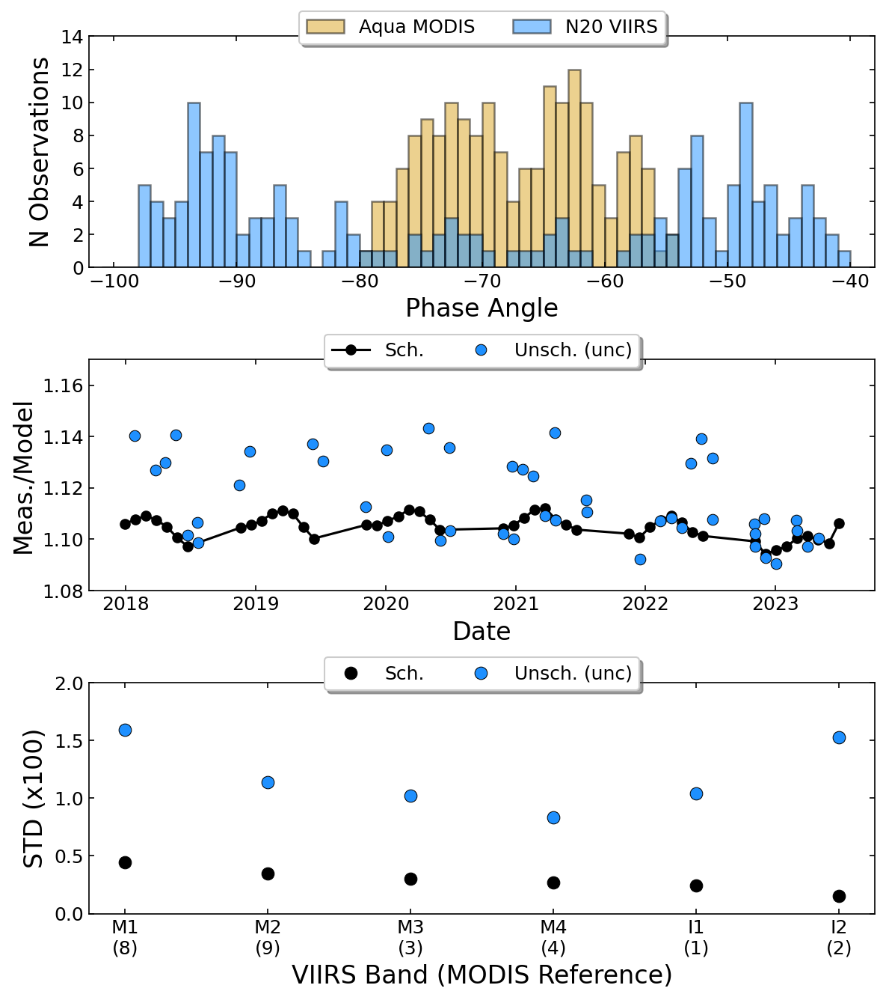 Aqua MODIS N20 VIIRS
14
12
10
8
6
4
2
0
N Observations
−100 −90 −80 −70 −60 −50 −40
Phase Angle
Sch. Unsch. (unc)
1.16
1.14
1.12
1.10
1.08
Meas./Model
2018 2019 2020 2021 2022 2023
Date
Sch. Unsch. (unc)
2.0
1.5
1.0
0.5
0.0
STD (x100)
M1 M2 M3 M4 I1 I2
(8) (9) (3) (4) (1) (2)
VIIRS Band (MODIS Reference)